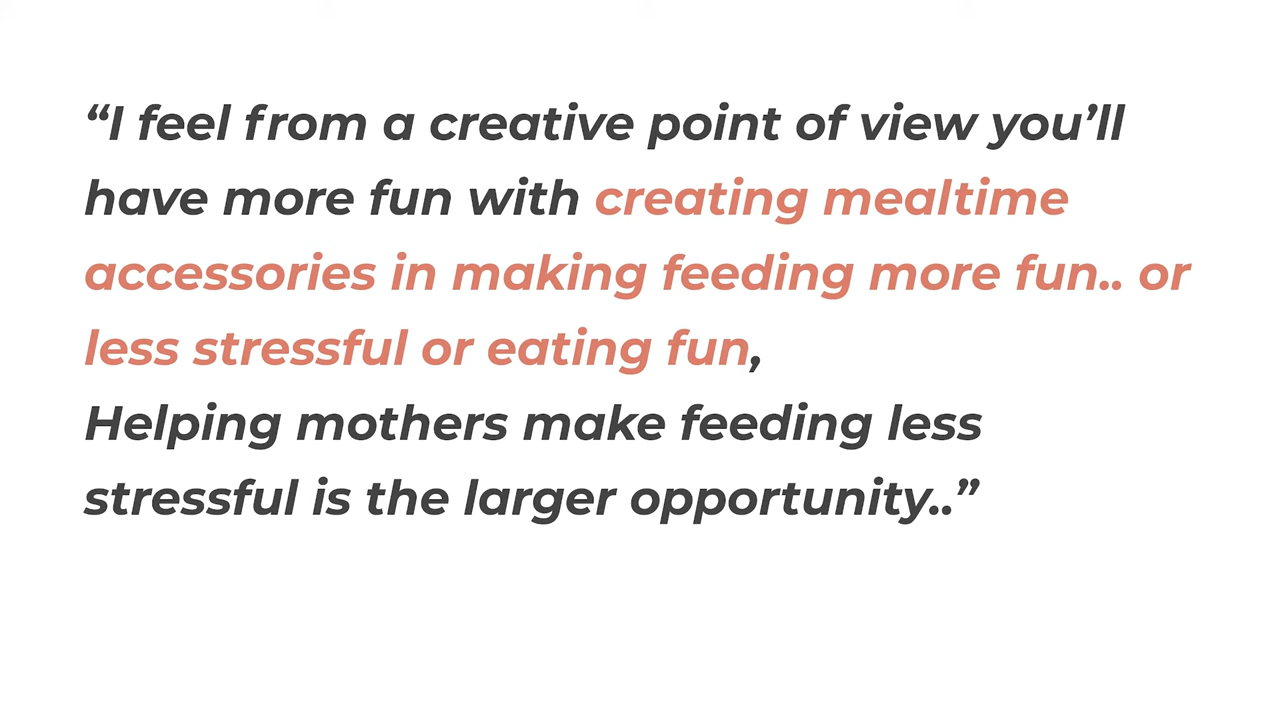 “I feel from a creative point of view you’ll
have more fun with creating mealtime
accessories in making feeding more fun.. or
less stressful or eating fun,
Helping mothers make feeding less
stressful is the larger opportunity..”